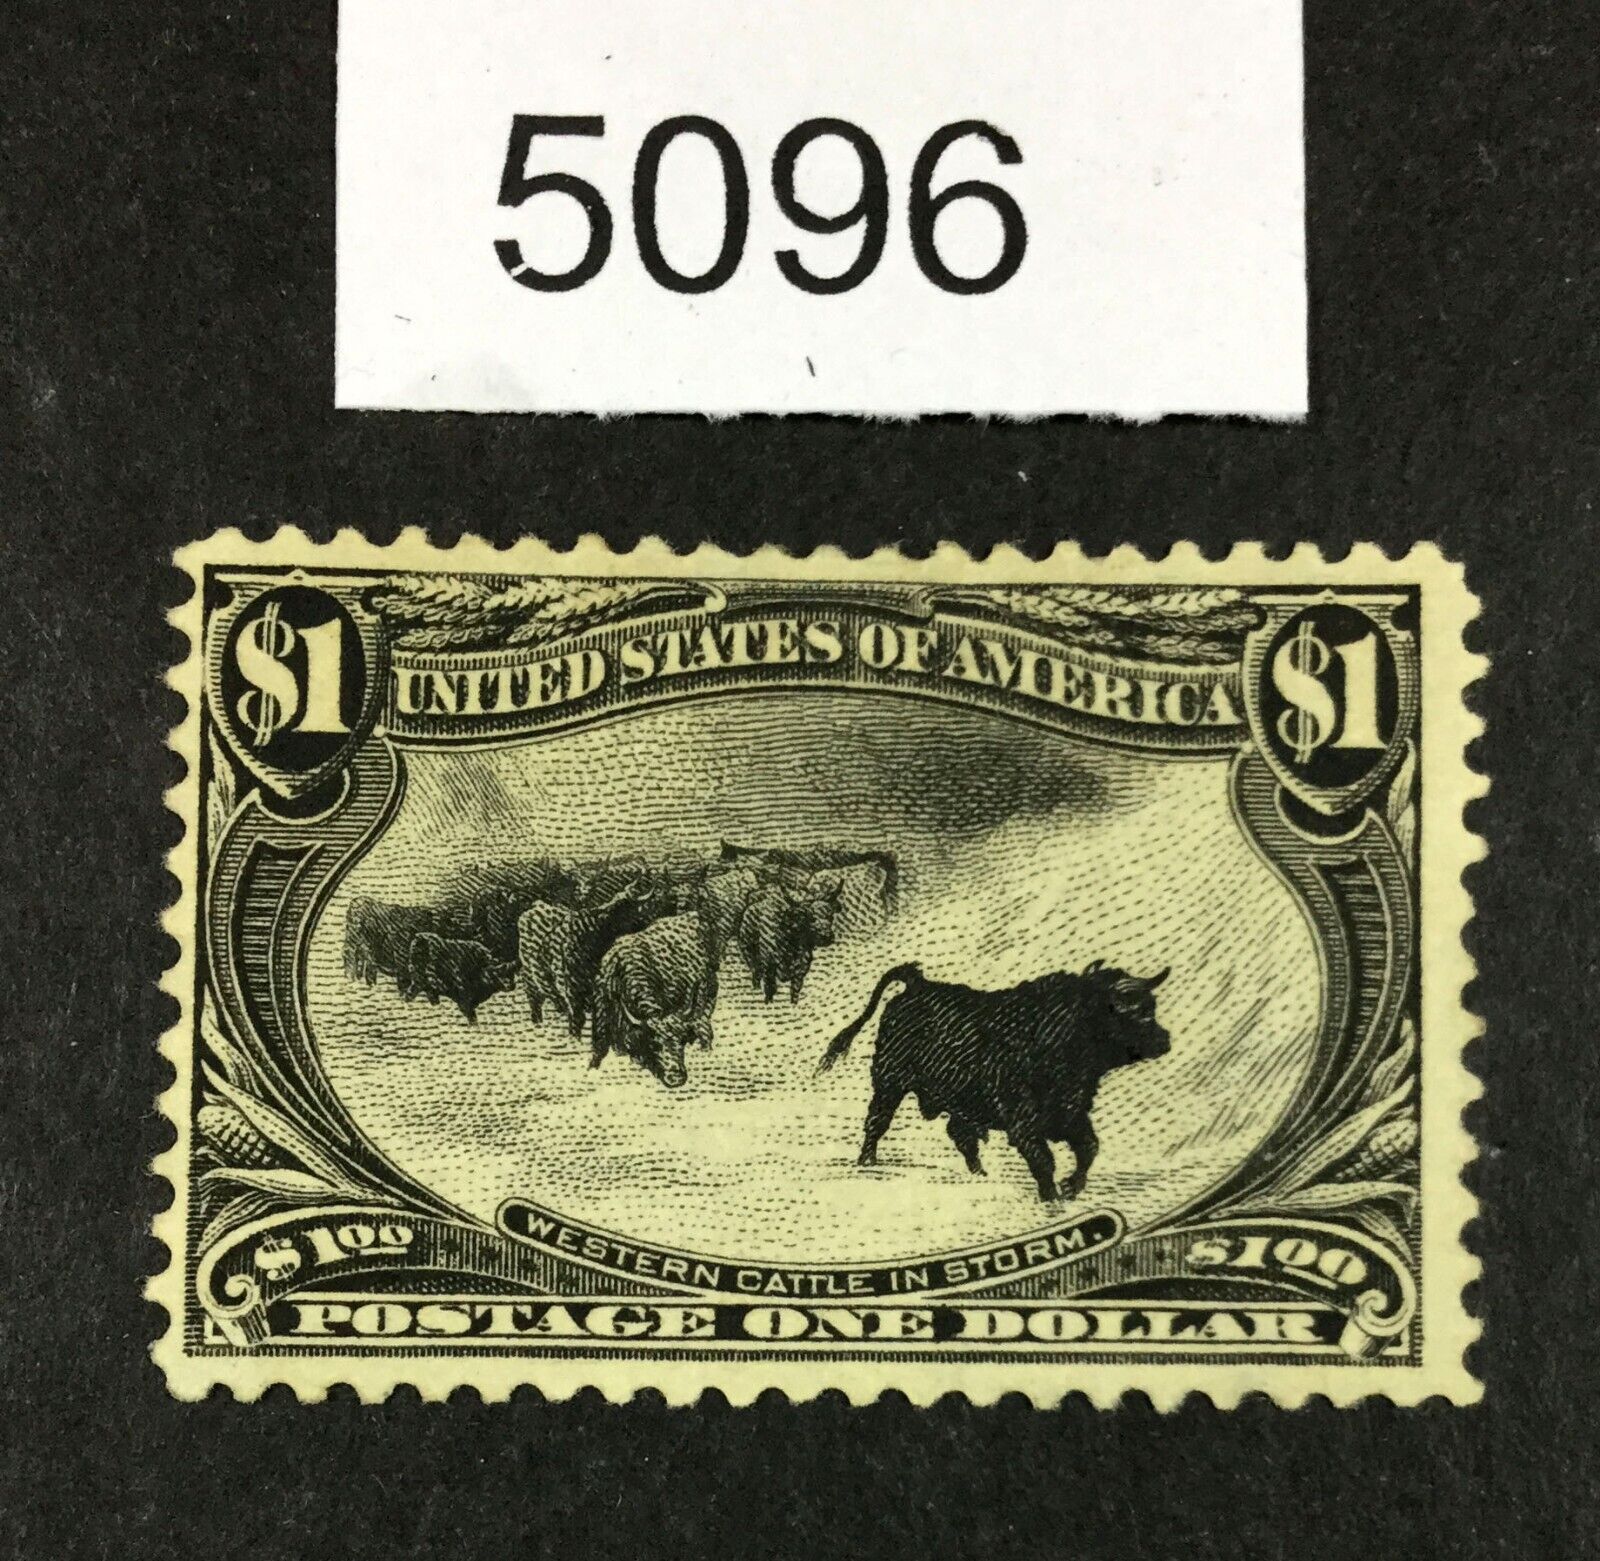 5096
$1 $1
UNITED STATES OF AMERICA
WESTERN CATTLE IN STORM.
$1.00 $1.00
POSTAGE ONE DOLLAR